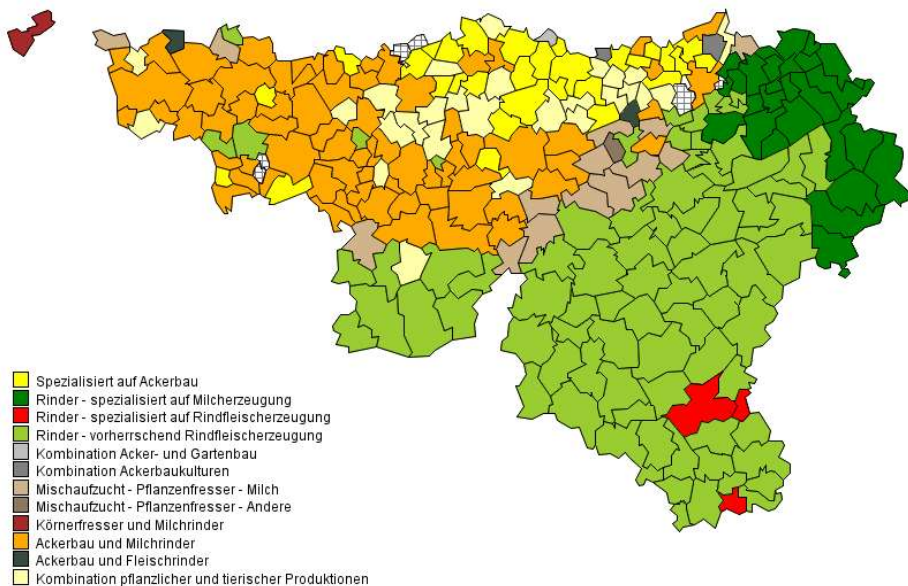 Spezialisiert auf Ackerbau
Rinder - spezialisiert auf Milcherzeugung
Rinder - spezialisiert auf Rindfleischerzeugung
Rinder - vorherrschend Rindfleischerzeugung
Kombination Acker- und Gartenbau
Kombination Ackerbaukulturen
Mischaufzucht - Pflanzenfresser - Milch
Mischaufzucht - Pflanzenfresser - Andere
Körnerfresser und Milchrinder
Ackerbau und Milchrinder
Ackerbau und Fleischrinder
Kombination pflanzlicher und tierischer Produktionen